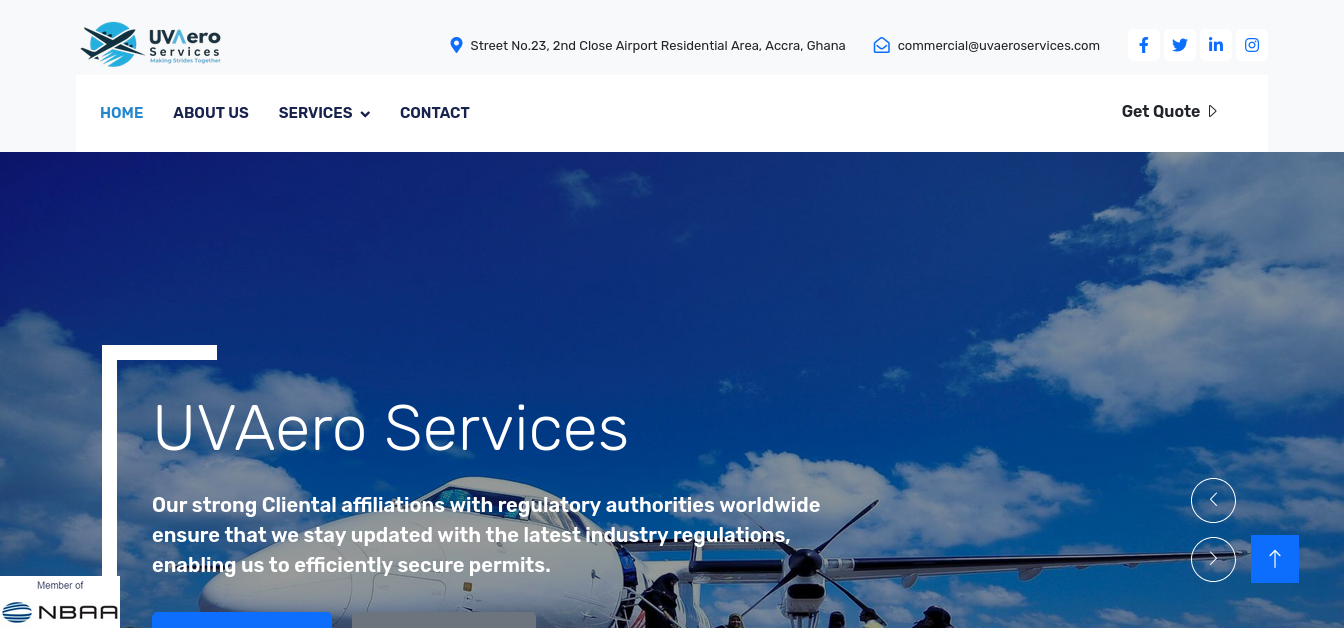 UVAero
Services
Making Strides Together
Street No.23, 2nd Close Airport Residential Area, Accra, Ghana
commercial@uvaeroservices.com
HOME
ABOUT US
SERVICES
CONTACT
Get Quote
UVAero Services
Our strong Cliental affiliations with regulatory authorities worldwide
ensure that we stay updated with the latest industry regulations,
enabling us to efficiently secure permits.
Member of
NBAA